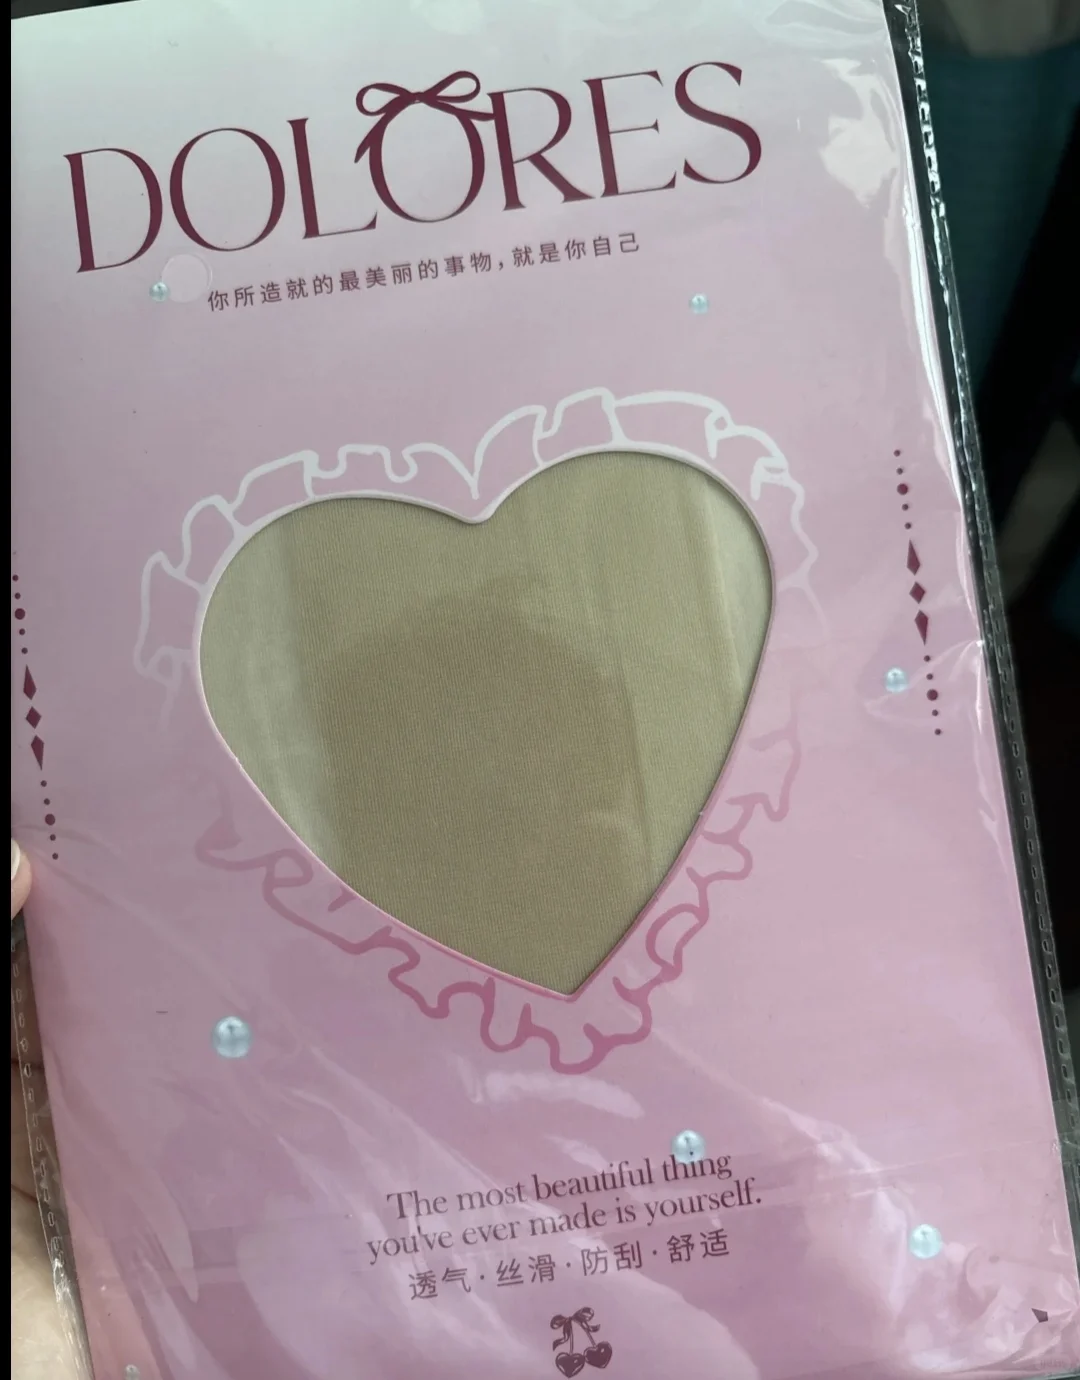 DOLORES
你所造就的最美丽的事物，就是你自己
The most beautiful thing
you've ever made is yourself.
透气·丝滑·防刮·舒适